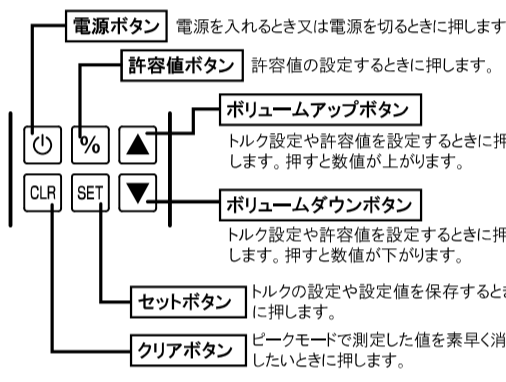 電源ボタン 電源を入れるとき又は電源を切るときに押します
許容値ボタン 許容値の設定するときに押します。
ボリュームアップボタン
トルク設定や許容値を設定するときに押
します。押すと数値が上がります。
% 
CLR SET
ボリュームダウンボタン
トルク設定や許容値を設定するときに押
します。押すと数値が下がります。
セットボタン トルクの設定や設定値を保存するとき
に押します。
クリアボタン ピークモードで測定した値を素早く消
したいときに押します。